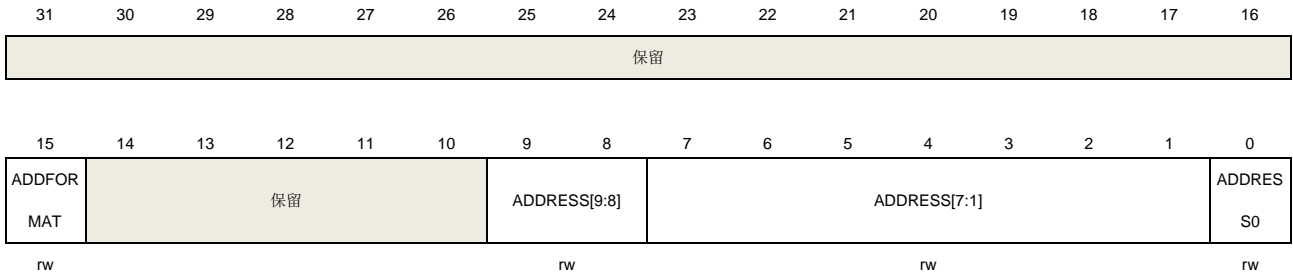 31 30 29 28 27 26 25 24 23 22 21 20 19 18 17 16
保留
15 14 13 12 11 10 9 8 7 6 5 4 3 2 1 0
ADDFOR
MAT
保留
ADDRESS[9:8]
ADDRESS[7:1]
ADDRES
S0
rw rw rw rw